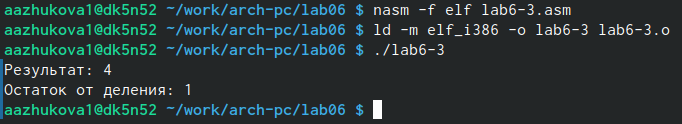 aazhukova1@dk5n52 ~/work/arch-pc/lab06 $ nasm -f elf lab6-3.asm
aazhukova1@dk5n52 ~/work/arch-pc/lab06 $ ld -m elf_i386 -o lab6-3 lab6-3.o
aazhukova1@dk5n52 ~/work/arch-pc/lab06 $ ./lab6-3
Результат: 4
Остаток от деления: 1
aazhukova1@dk5n52 ~/work/arch-pc/lab06 $